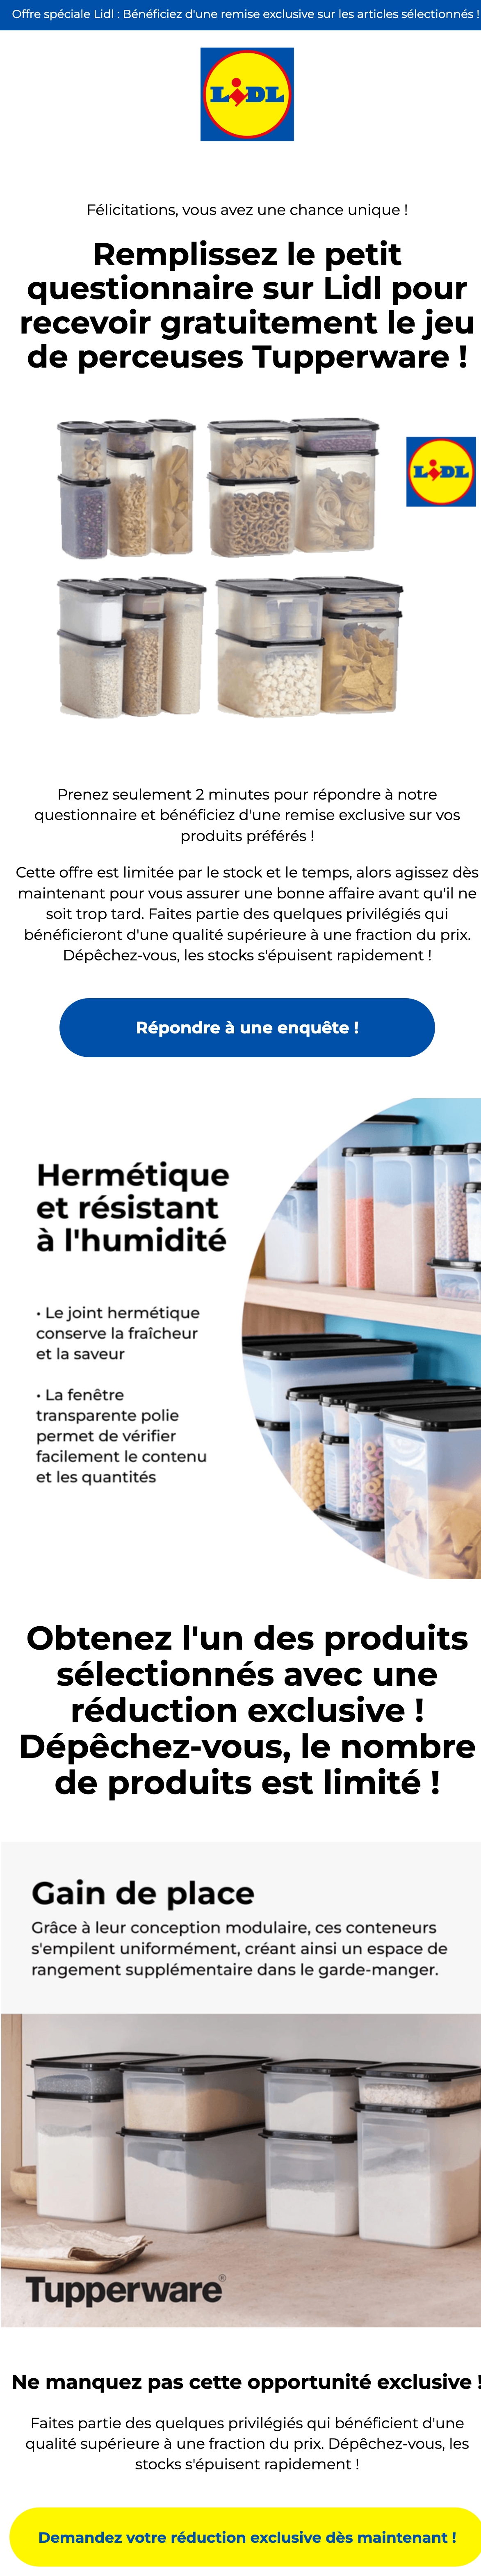 Offre spéciale Lidl : Bénéficiez d'une remise exclusive sur les articles sélectionnés !
LIDL
Félicitations, vous avez une chance unique !
Remplissez le petit
questionnaire sur Lidl pour
recevoir gratuitement le jeu
de perceuses Tupperware !
LIDL
Prenez seulement 2 minutes pour répondre à notre
questionnaire et bénéficiez d'une remise exclusive sur vos
produits préférés !
Cette offre est limitée par le stock et le temps, alors agissez dès
maintenant pour vous assurer une bonne affaire avant qu'il ne
soit trop tard. Faites partie des quelques privilégiés qui
bénéficieront d'une qualité supérieure à une fraction du prix.
Dépêchez-vous, les stocks s'épuisent rapidement !
Répondre à une enquête !
Hermétique
et résistant
à l'humidité
• Le joint hermétique
conserve la fraîcheur
et la saveur
• La fenêtre
transparente polie
permet de vérifier
facilement le contenu
et les quantités
Obtenez l'un des produits
sélectionnés avec une
réduction exclusive !
Dépêchez-vous, le nombre
de produits est limité !
Gain de place
Grâce à leur conception modulaire, ces conteneurs
s'empilent uniformément, créant ainsi un espace de
rangement supplémentaire dans le garde-manger.
Tupperware®
Ne manquez pas cette opportunité exclusive !
Faites partie des quelques privilégiés qui bénéficient d'une
qualité supérieure à une fraction du prix. Dépêchez-vous, les
stocks s'épuisent rapidement !
Demandez votre réduction exclusive dès maintenant !